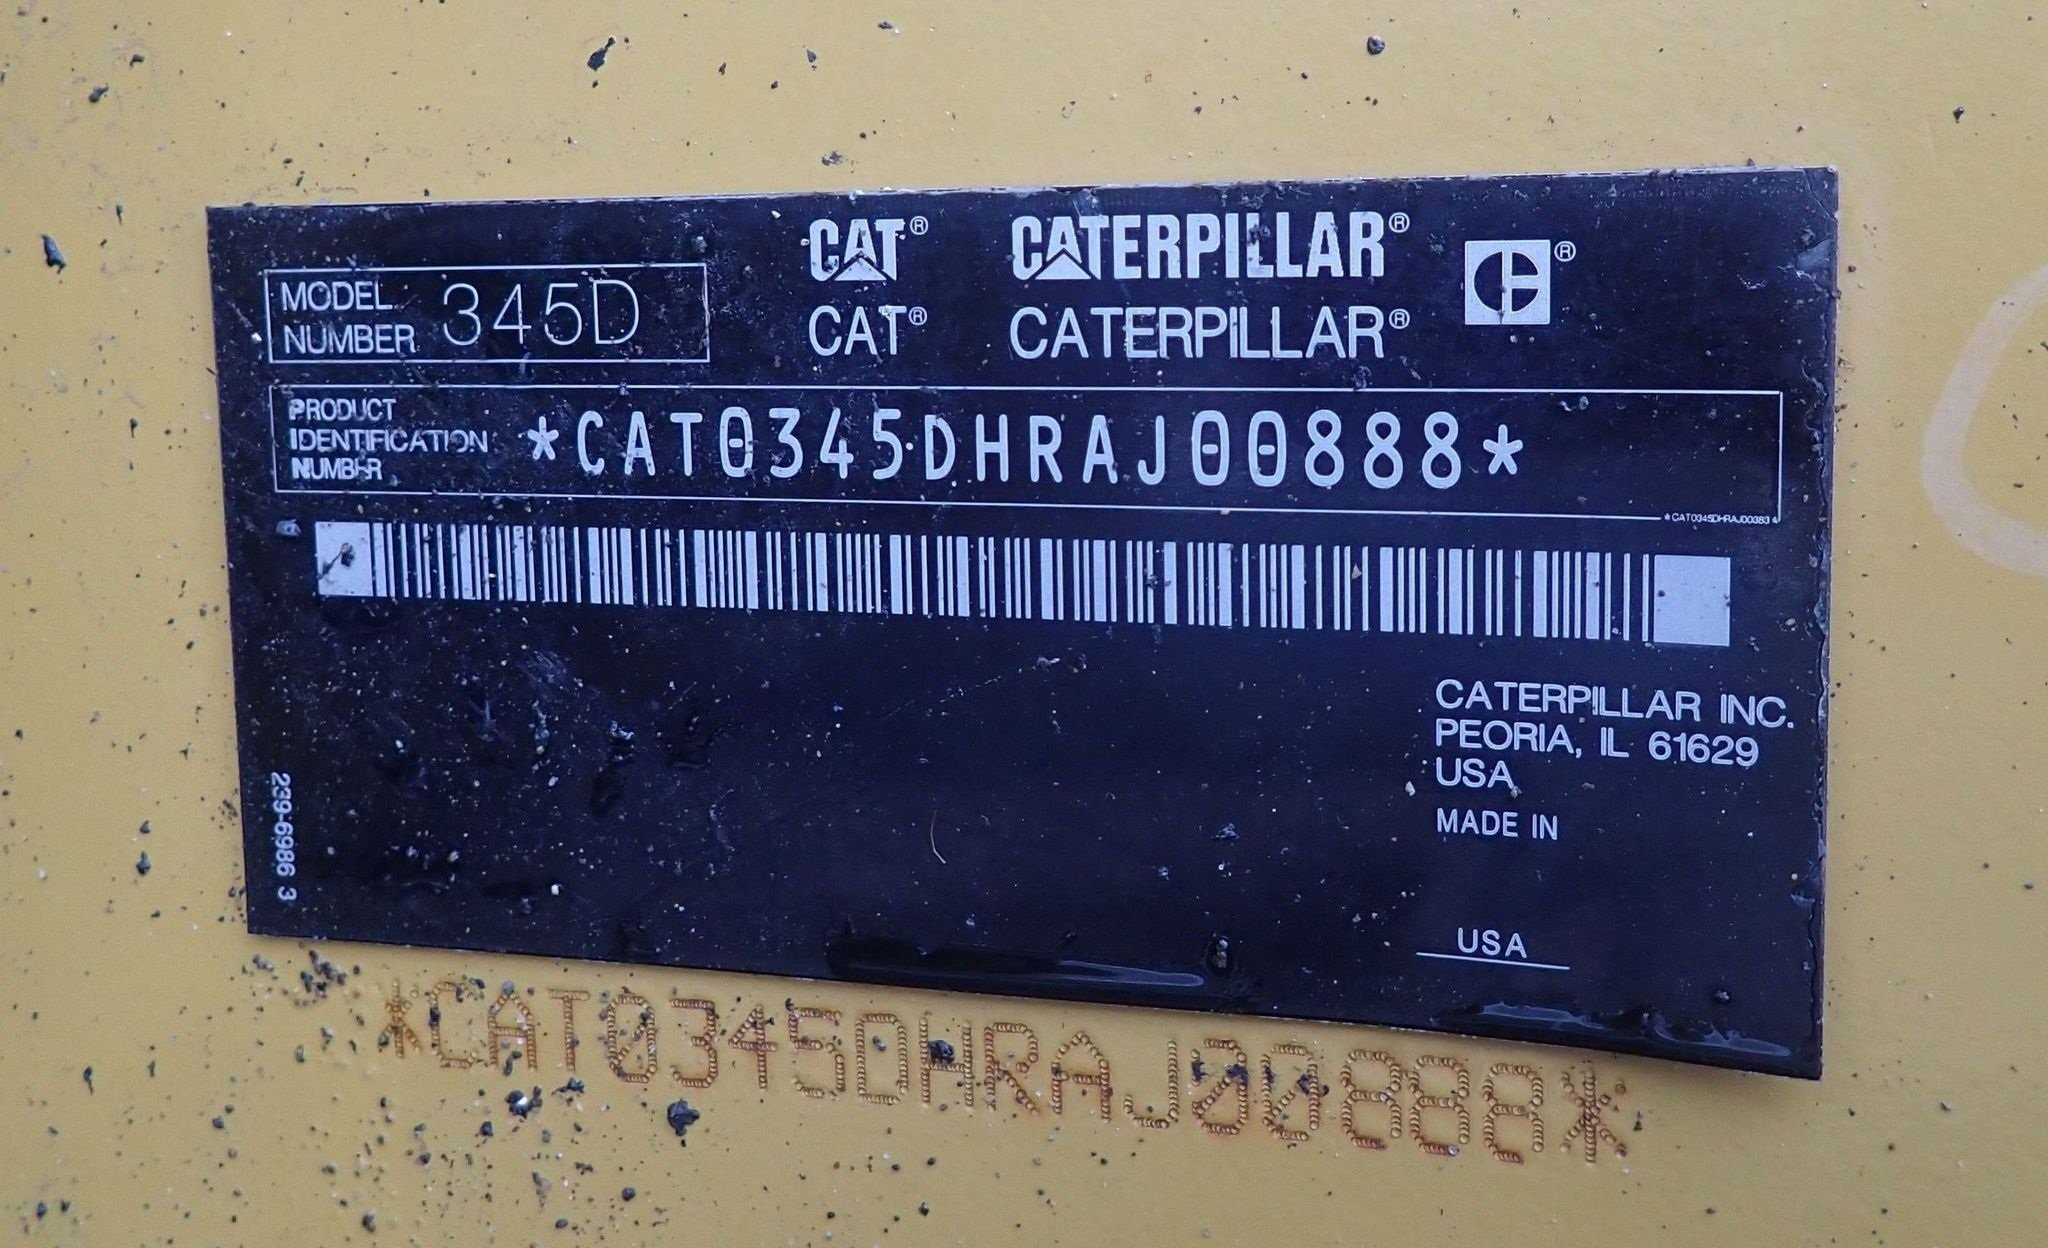 CAT® CATERPILLAR® ®
MODEL NUMBER 345D
CAT® CATERPILLAR®
PRODUCT IDENTIFICATION NUMBER *CAT0345DHRAJ00888*
*CAT0345DHRAJ00383*
CATERPILLAR INC.
PEORIA, IL 61629
USA
MADE IN
USA
239-6986 3
*CAT0345DHRAJ00888*